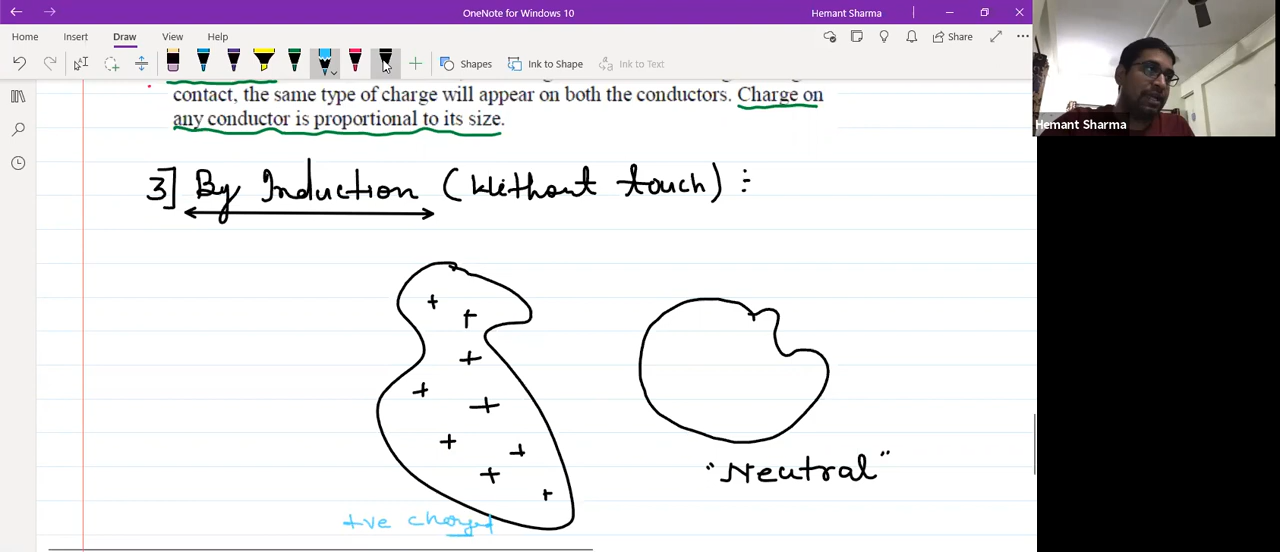 OneNote for Windows 10
Hemant Sharma
Home Insert Draw View Help
Share
Shapes Ink to Shape Ink to Text
contact, the same type of charge will appear on both the conductors. Charge on
any conductor is proportional to its size.
3] By Induction (Without touch) :
"Neutral"
+ve charged
Hemant Sharma